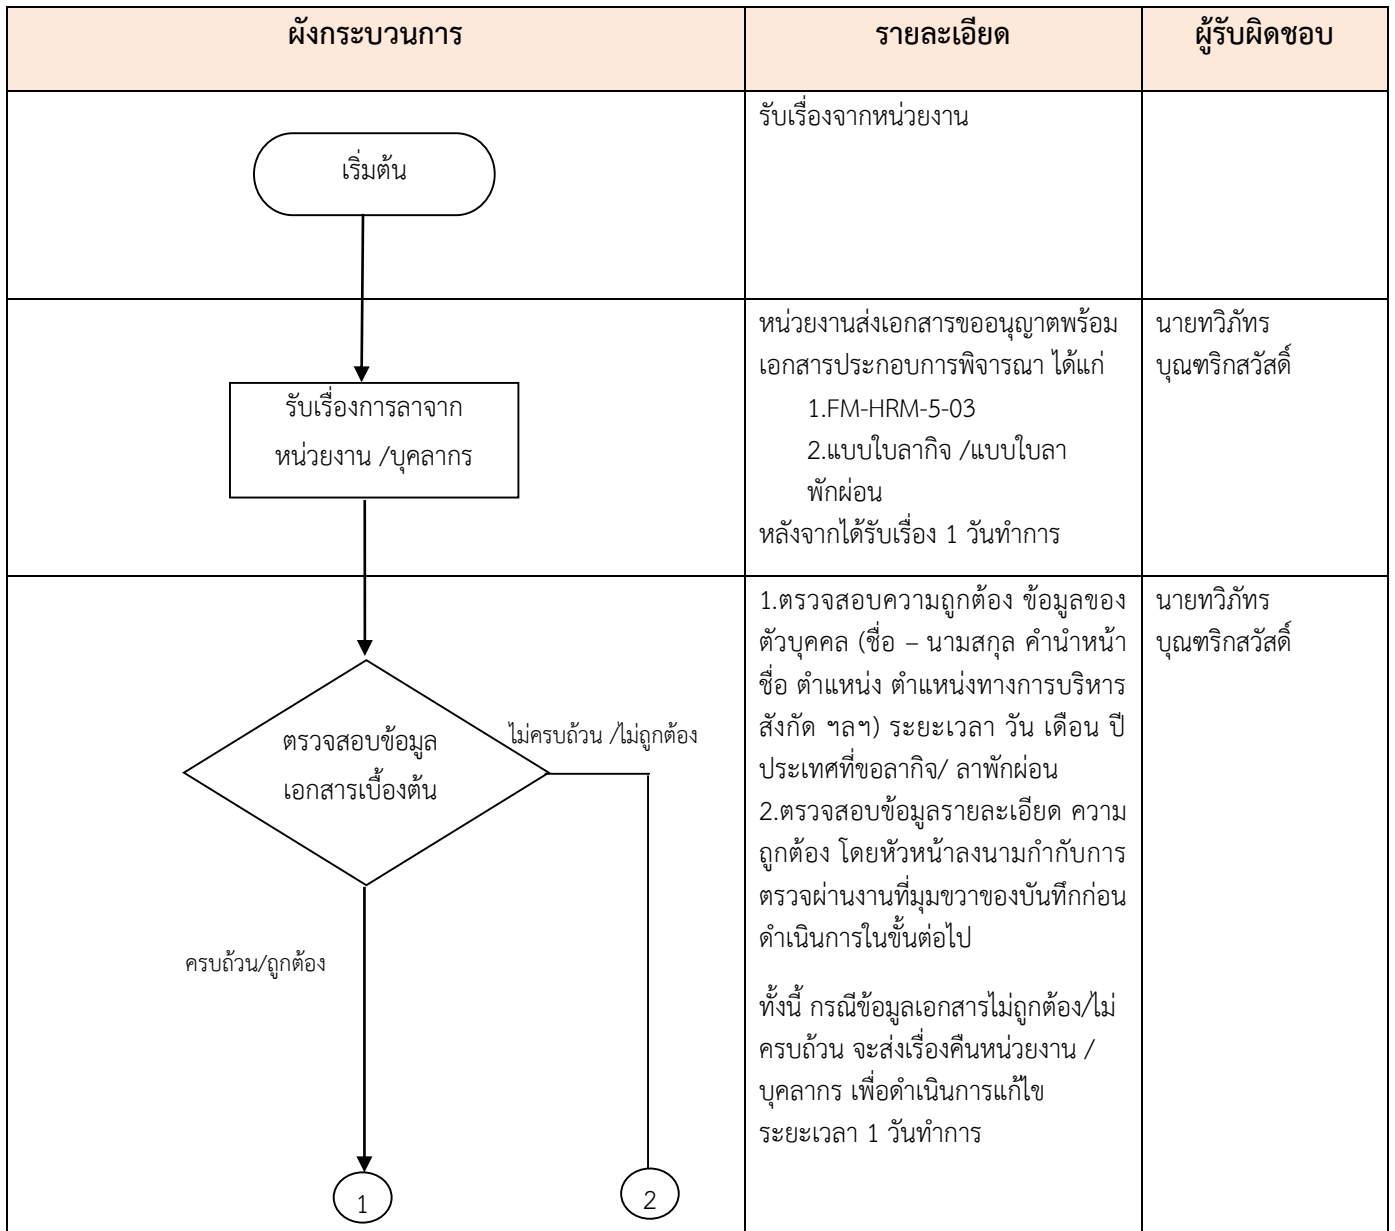 ผังกระบวนการ
รายละเอียด
ผู้รับผิดชอบ
เริ่มต้น
รับเรื่องจากหน่วยงาน
รับเรื่องการลาจาก
หน่วยงาน /บุคลากร
หน่วยงานส่งเอกสารขออนุญาตพร้อม
เอกสารประกอบการพิจารณา ได้แก่
1.FM-HRM-5-03
2.แบบใบลากิจ /แบบใบลา
พักผ่อน
หลังจากได้รับเรื่อง 1 วันทำการ
นายทวิภัทร
บุณฑริกสวัสดิ์
ตรวจสอบข้อมูล
เอกสารเบื้องต้น
ไม่ครบถ้วน /ไม่ถูกต้อง
ครบถ้วน/ถูกต้อง
1
2
1.ตรวจสอบความถูกต้อง ข้อมูลของ
ตัวบุคคล (ชื่อ – นามสกุล คำนำหน้า
ชื่อ ตำแหน่ง ตำแหน่งทางการบริหาร
สังกัด ฯลฯ) ระยะเวลา วัน เดือน ปี
ประเทศที่ขอลากิจ/ ลาพักผ่อน
2.ตรวจสอบข้อมูลรายละเอียด ความ
ถูกต้อง โดยหัวหน้าลงนามกำกับการ
ตรวจผ่านงานที่มุมขวาของบันทึกก่อน
ดำเนินการในขั้นต่อไป
ทั้งนี้ กรณีข้อมูลเอกสารไม่ถูกต้อง/ไม่
ครบถ้วน จะส่งเรื่องคืนหน่วยงาน /
บุคลากร เพื่อดำเนินการแก้ไข
ระยะเวลา 1 วันทำการ
นายทวิภัทร
บุณฑริกสวัสดิ์